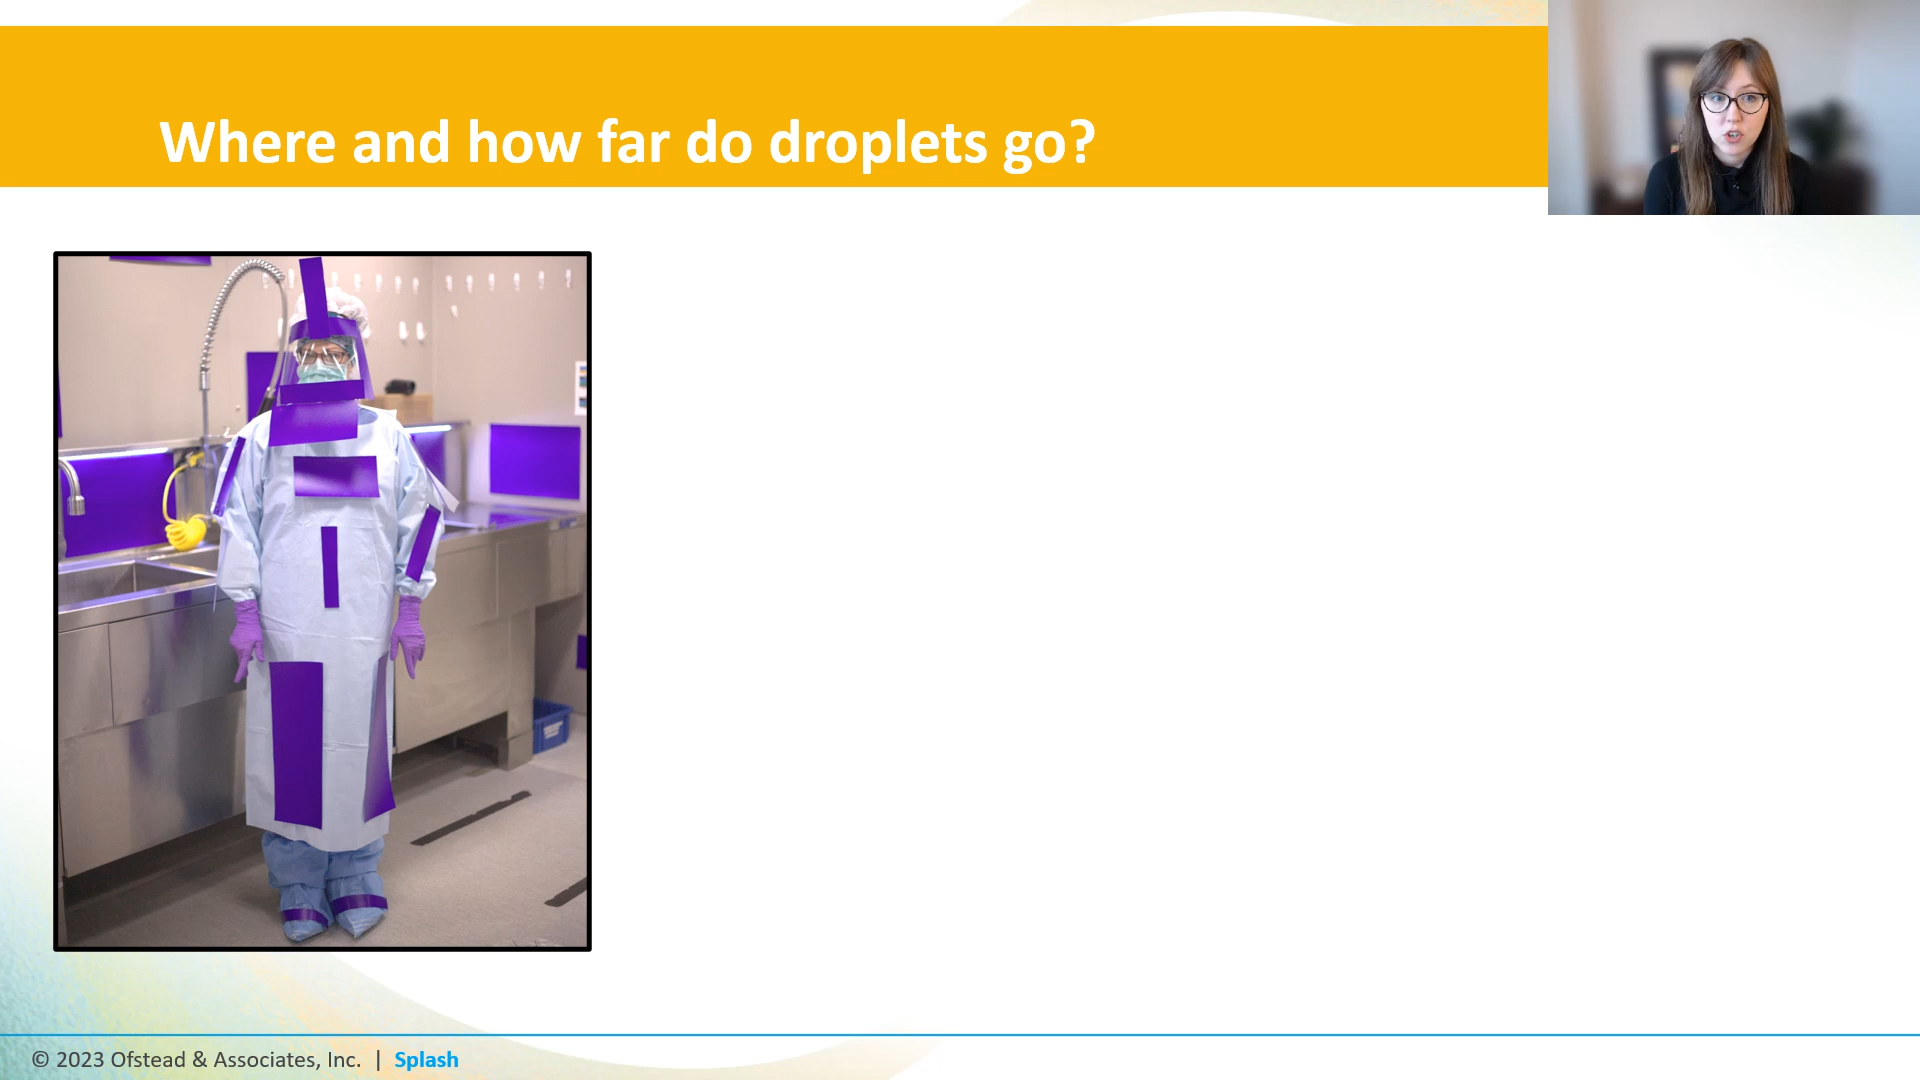 Where and how far do droplets go?
© 2023 Ofstead & Associates, Inc. | Splash